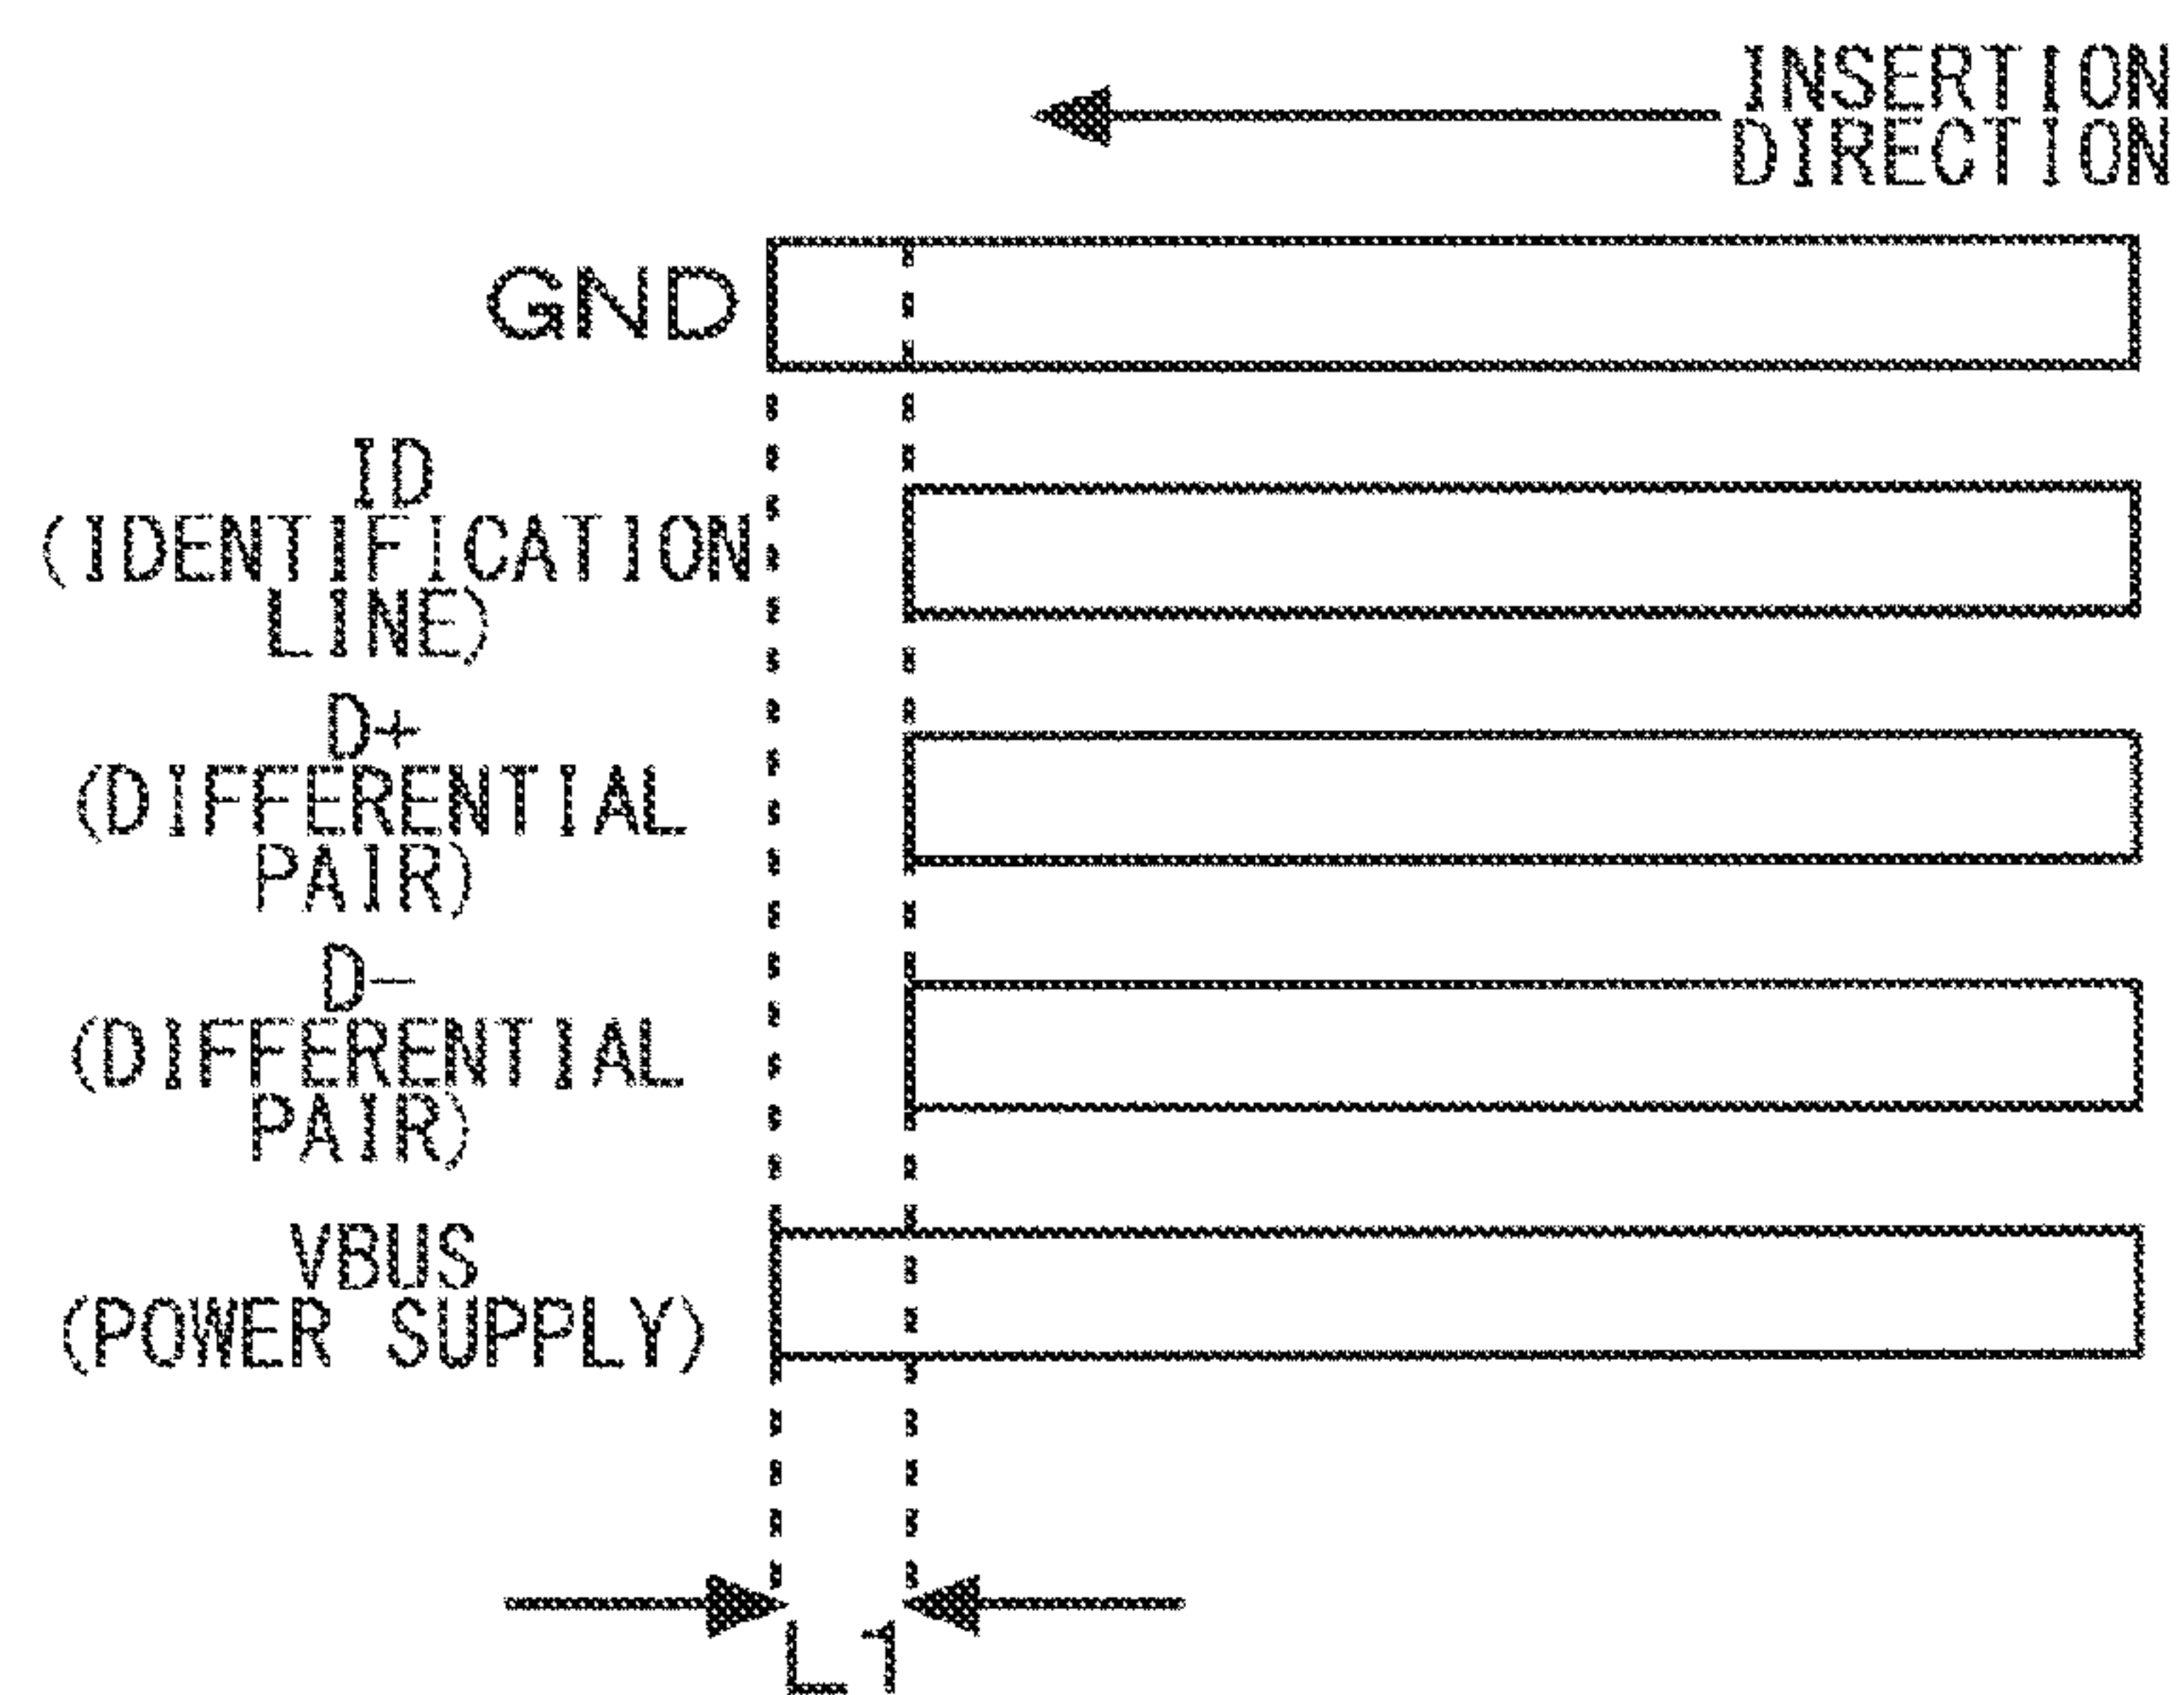 INSERTION
DIRECTION
GND
ID
(IDENTIFICATION
LINE)
D+
(DIFFERENTIAL
PAIR)
D-
(DIFFERENTIAL
PAIR)
VBUS
(POWER SUPPLY)
L1